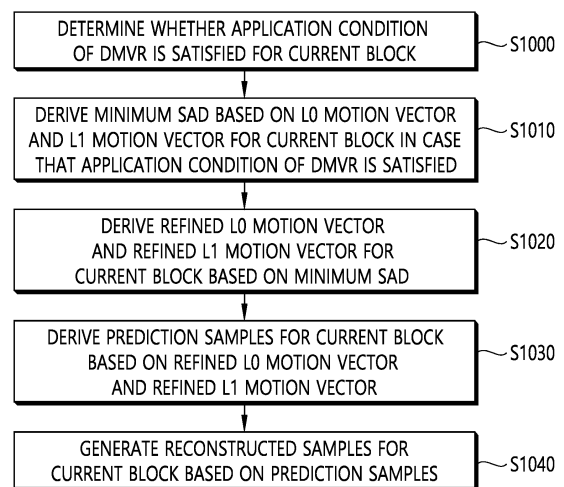 DETERMINE WHETHER APPLICATION CONDITION
OF DMVR IS SATISFIED FOR CURRENT BLOCK
S1000
DERIVE MINIMUM SAD BASED ON L0 MOTION VECTOR
AND L1 MOTION VECTOR FOR CURRENT BLOCK IN CASE
THAT APPLICATION CONDITION OF DMVR IS SATISFIED
S1010
DERIVE REFINED L0 MOTION VECTOR
AND REFINED L1 MOTION VECTOR FOR
CURRENT BLOCK BASED ON MINIMUM SAD
S1020
DERIVE PREDICTION SAMPLES FOR CURRENT BLOCK
BASED ON REFINED L0 MOTION VECTOR
AND REFINED L1 MOTION VECTOR
S1030
GENERATE RECONSTRUCTED SAMPLES FOR
CURRENT BLOCK BASED ON PREDICTION SAMPLES
S1040